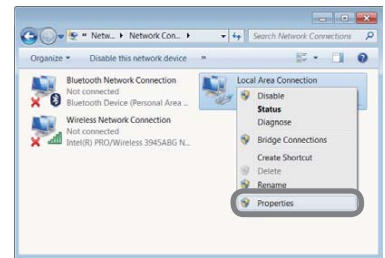 « Netw... ▸ Network Con... ▸
Search Network Connections
Organize
Disable this network device
»
Bluetooth Network Connection
Not connected
Bluetooth Device (Personal Area ...
Wireless Network Connection
Not connected
Intel(R) PRO/Wireless 3945ABG N...
Local Area Connection
Disable
Status
Diagnose
Bridge Connections
Create Shortcut
Delete
Rename
Properties